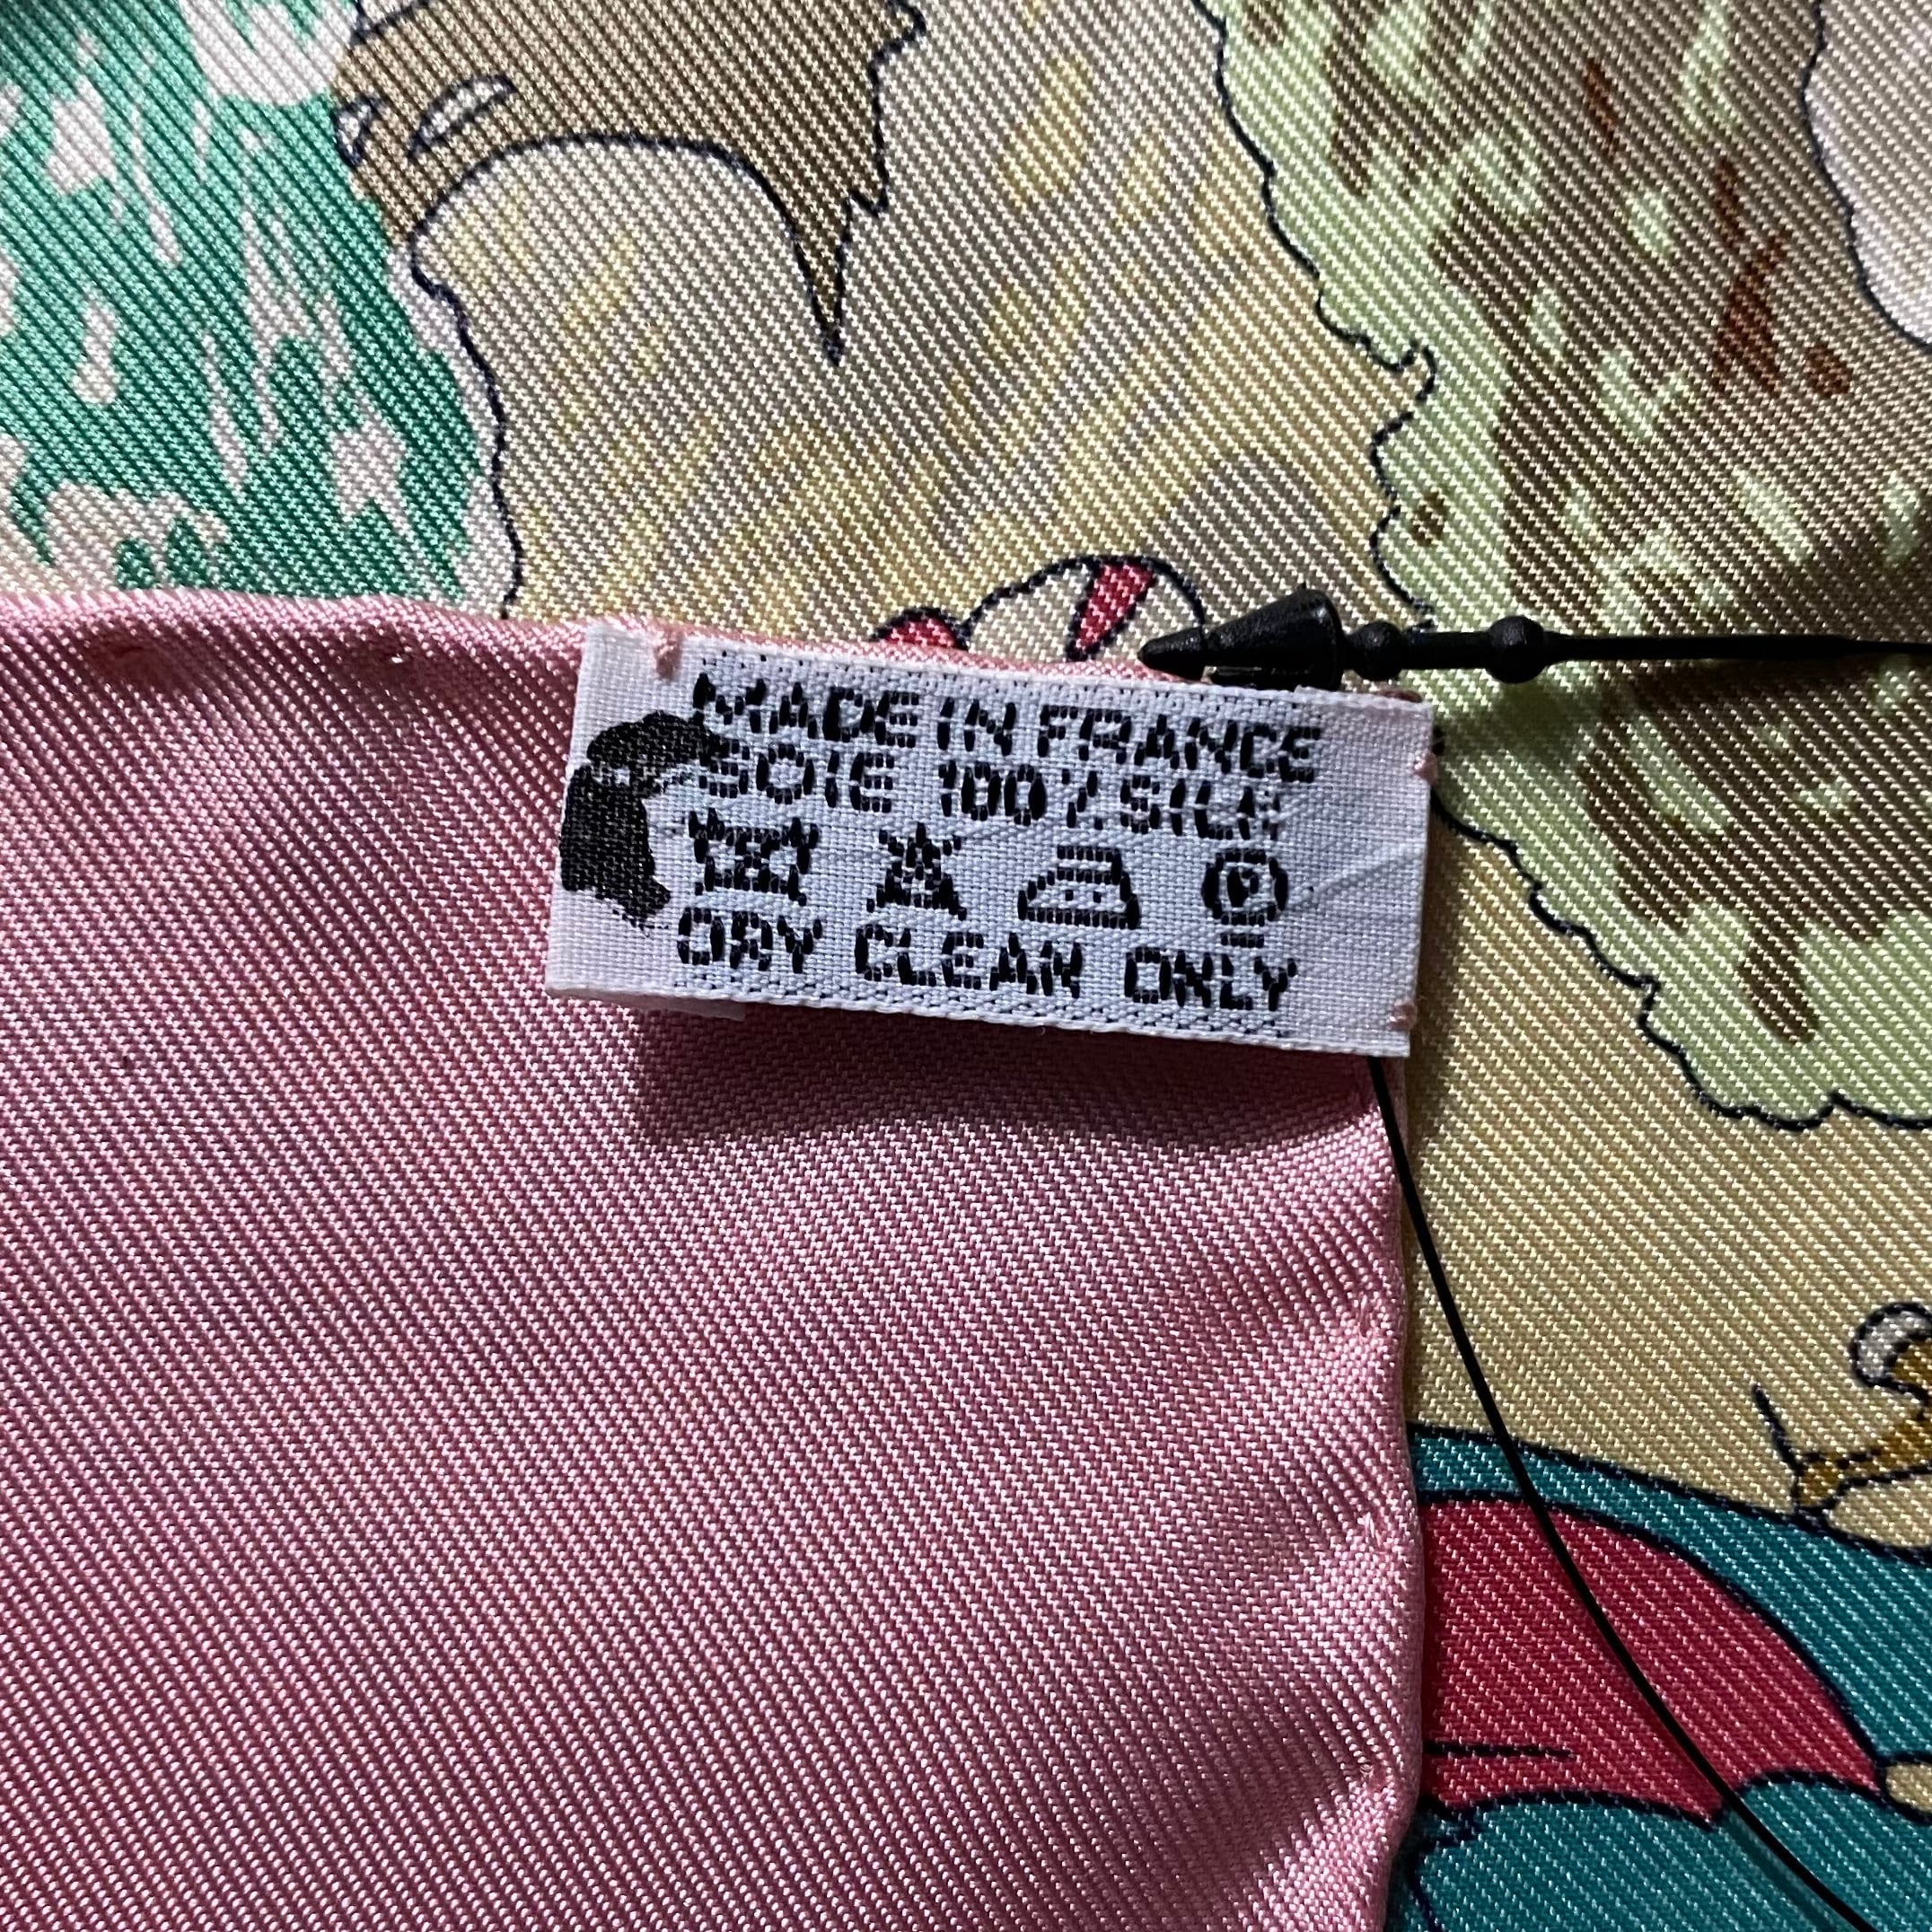 MADE IN FRANCE
SOIE 100% SILK
P
DRY CLEAN ONLY